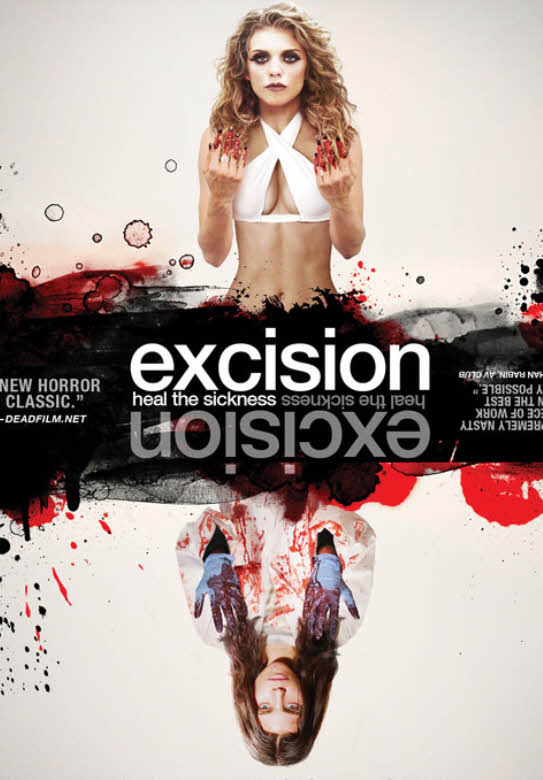 excision
heal the sickness heal the sickness
excision
NEW HORROR
CLASSIC.”
-DEADFILM.NET
PREMELY NASTY
ECE OF WORK
N THE BEST
Y POSSIBLE.”
HAN RABIN, AV CLUB